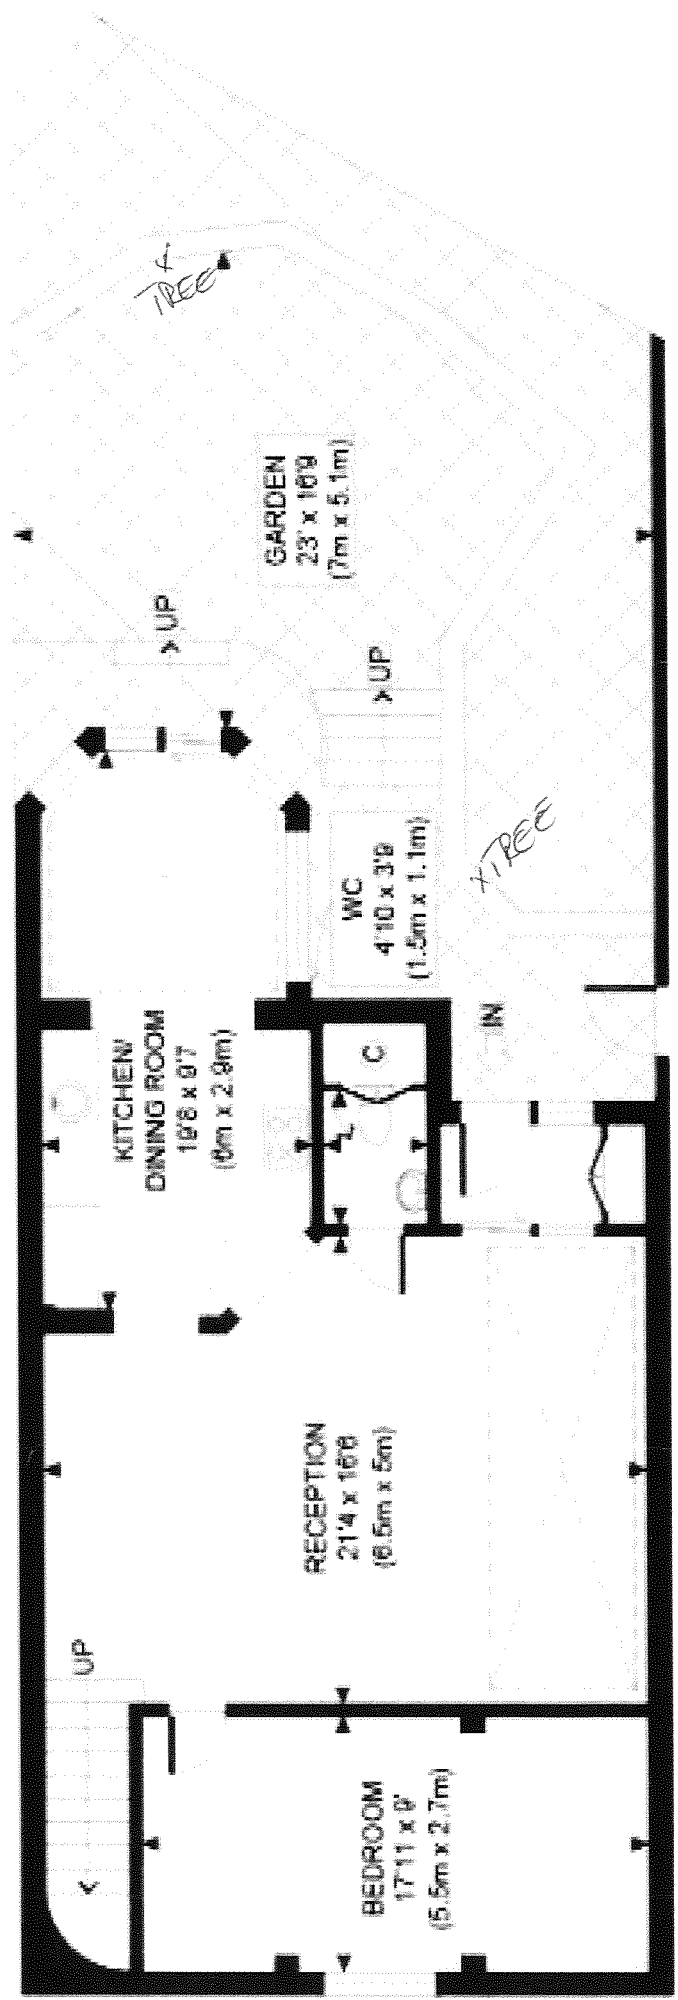 TREE
x
GARDEN
23' x 16'9
(7m x 5.1m)
UP
UP
WC
4'10 x 3'9
(1.5m x 1.1m)
x TREE
IN
KITCHEN/
DINING ROOM
19'8 x 9'7
(6m x 2.9m)
C
RECEPTION
21'4 x 16'6
(6.5m x 5m)
UP
BEDROOM
17'11 x 9'
(5.5m x 2.7m)